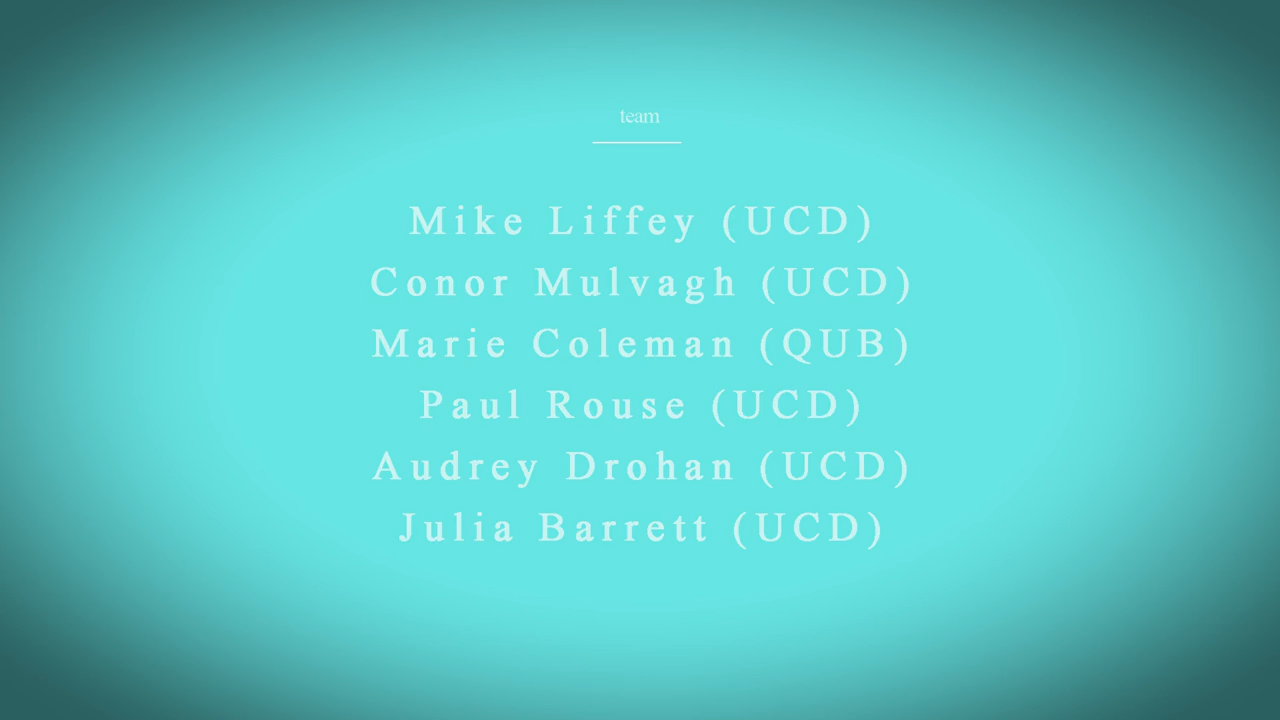 team
Mike Liffey (UCD)
Conor Mulvagh (UCD)
Marie Coleman (QUB)
Paul Rouse (UCD)
Audrey Drohan (UCD)
Julia Barrett (UCD)